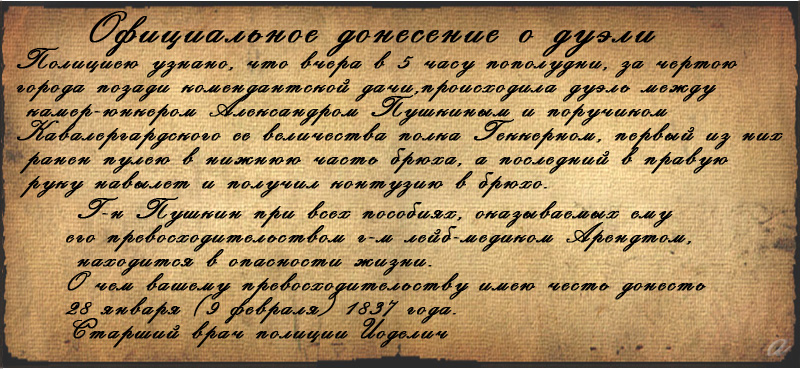 Официальное донесение о дуэли
Полициею узнано, что вчера в 5 часу пополудни, за чертою
города позади комендантской дачи,происходила дуэль между
камер-юнкером Александром Пушкиным и поручиком
Кавалергардского ее величества полка Геккерном, первый из них
ранен пулею в нижнюю часть брюха, а последний в правую
руку навылет и получил контузию в брюхо.
Г-н Пушкин при всех пособиях, оказываемых ему
его превосходительством г-м лейб-медиком Арендтом,
находится в опасности жизни.
О чем вашему превосходительству имею честь донесть
28 января (9 февраля) 1837 года.
Старший врач полиции Иоделич